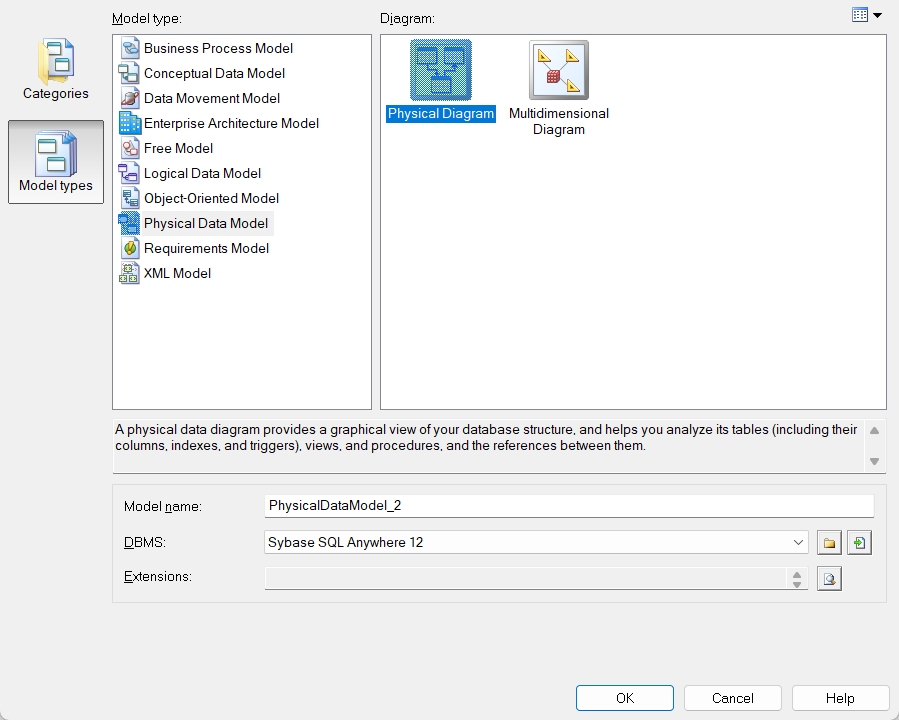 Model type:
Diagram:
Categories
Model types
Business Process Model
Conceptual Data Model
Data Movement Model
Enterprise Architecture Model
Free Model
Logical Data Model
Object-Oriented Model
Physical Data Model
Requirements Model
XML Model
Physical Diagram
Multidimensional
Diagram
A physical data diagram provides a graphical view of your database structure, and helps you analyze its tables (including their
columns, indexes, and triggers), views, and procedures, and the references between them.
Model name:
PhysicalDataModel_2
DBMS:
Sybase SQL Anywhere 12
Extensions:
OK
Cancel
Help